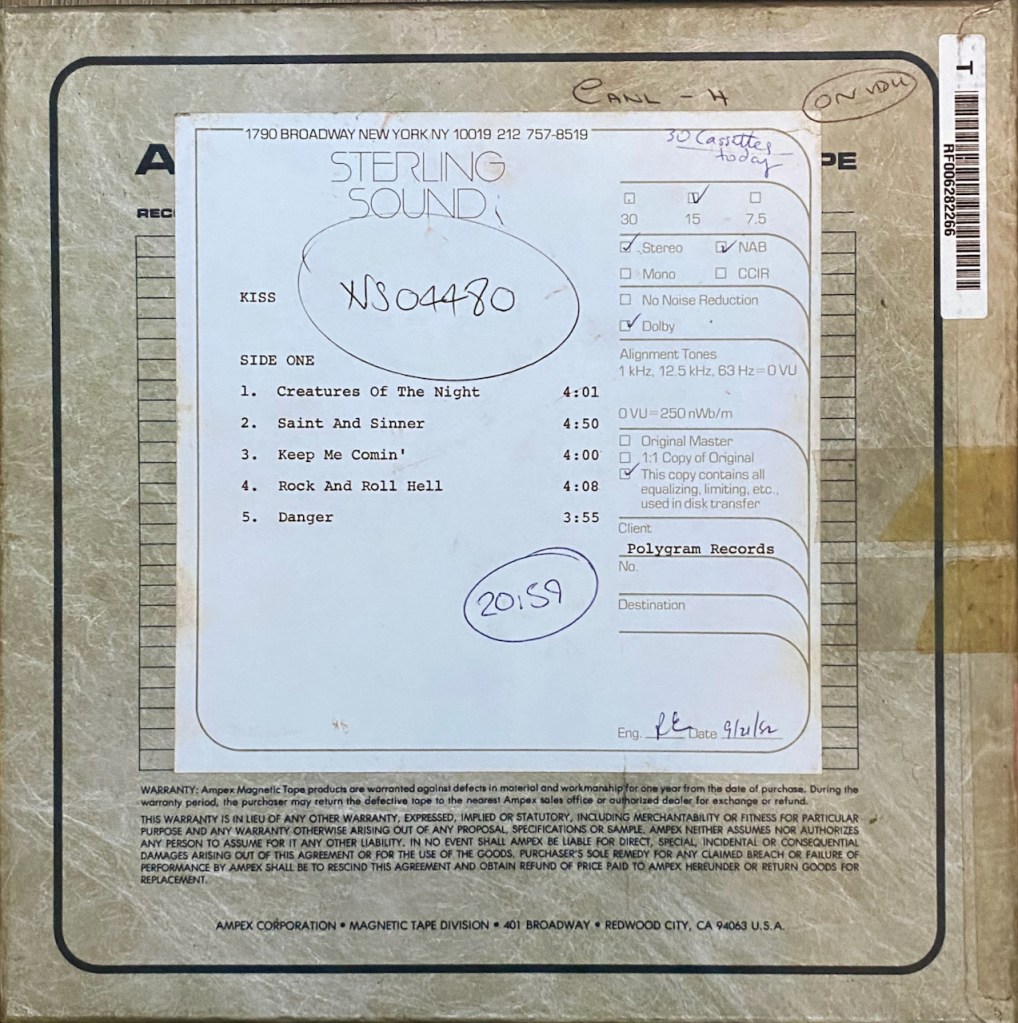 CANL - H
ON VDU
T
RF006282266
A PE
REC
1790 BROADWAY NEW YORK NY 10019 212 757-8519
30 Cassettes
today
STERLING
SOUND
30 15 7.5
Stereo NAB
Mono CCIR
No Noise Reduction
Dolby
Alignment Tones
1 kHz, 12.5 kHz, 63 Hz = 0 VU
0 VU = 250 nWb/m
Original Master
1:1 Copy of Original
This copy contains all
equalizing, limiting, etc.,
used in disk transfer
Client
Polygram Records
No.
Destination
KISS
NS04480
SIDE ONE
1. Creatures Of The Night 4:01
2. Saint And Sinner 4:50
3. Keep Me Comin' 4:00
4. Rock And Roll Hell 4:08
5. Danger 3:55
20:59
Eng. Date 9/21/82
WARRANTY: Ampex Magnetic Tape products are warranted against defects in material and workmanship for one year from the date of purchase. During the
warranty period, the purchaser may return the defective tape to the nearest Ampex sales office or authorized dealer for exchange or refund.
THIS WARRANTY IS IN LIEU OF ANY OTHER WARRANTY, EXPRESSED, IMPLIED OR STATUTORY, INCLUDING MERCHANTABILITY OR FITNESS FOR PARTICULAR
PURPOSE AND ANY WARRANTY OTHERWISE ARISING OUT OF ANY PROPOSAL, SPECIFICATIONS OR SAMPLE. AMPEX NEITHER ASSUMES NOR AUTHORIZES
ANY PERSON TO ASSUME FOR IT ANY OTHER LIABILITY. IN NO EVENT SHALL AMPEX BE LIABLE FOR DIRECT, SPECIAL, INCIDENTAL OR CONSEQUENTIAL
DAMAGES ARISING OUT OF THIS AGREEMENT OR FOR THE USE OF THE GOODS. PURCHASER'S SOLE REMEDY FOR ANY CLAIMED BREACH OR FAILURE OF
PERFORMANCE BY AMPEX SHALL BE TO RESCIND THIS AGREEMENT AND OBTAIN REFUND OF PRICE PAID TO AMPEX HEREUNDER OR RETURN GOODS FOR
REPLACEMENT.
AMPEX CORPORATION • MAGNETIC TAPE DIVISION • 401 BROADWAY • REDWOOD CITY, CA 94063 U.S.A.